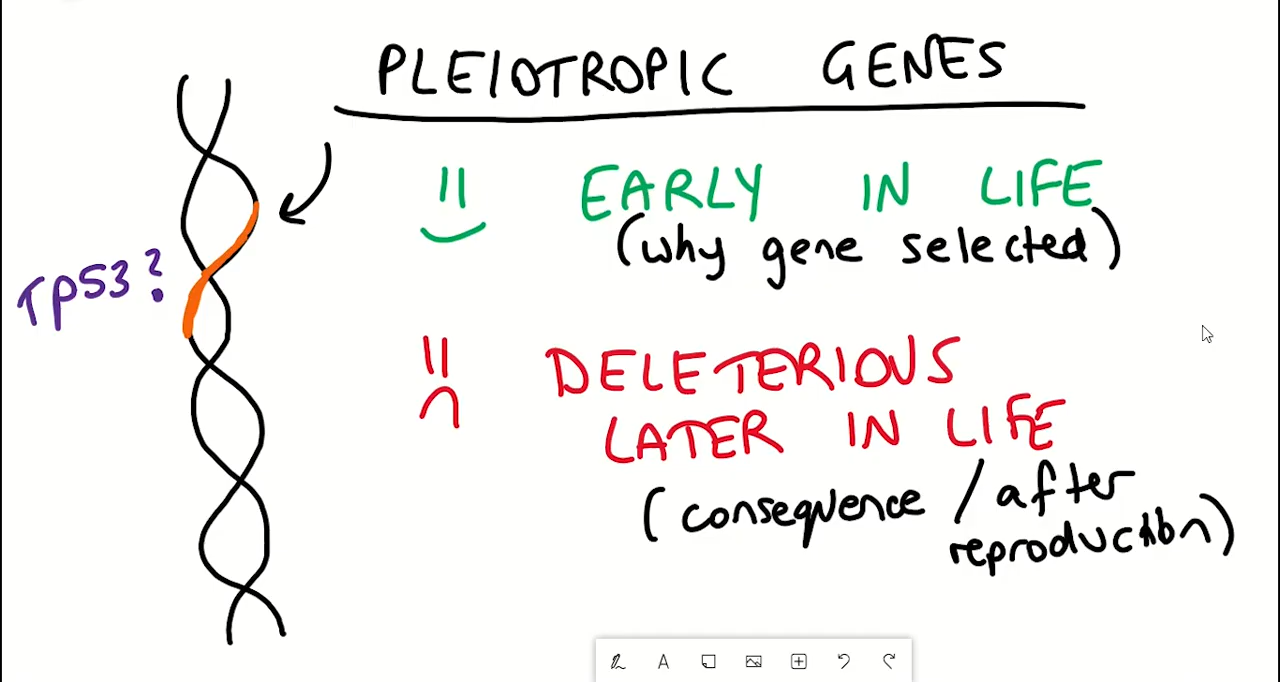 PLEIOTROPIC GENES
EARLY IN LIFE
(why gene selected)
TP53?
DELETERIOUS
LATER IN LIFE
(consequence / after
reproduction)
A